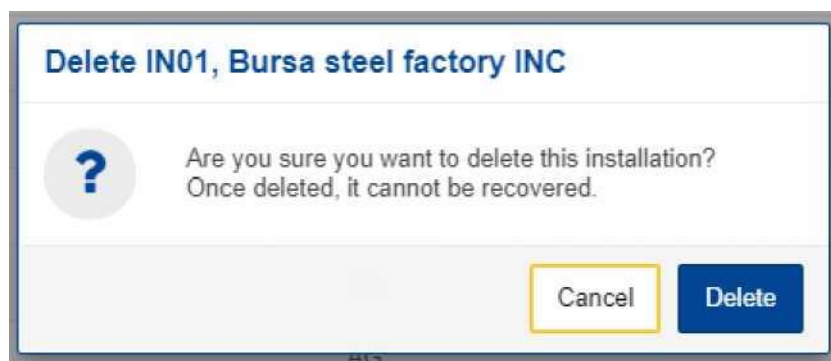 Delete IN01, Bursa steel factory INC
?
Are you sure you want to delete this installation?
Once deleted, it cannot be recovered.
Cancel
Delete